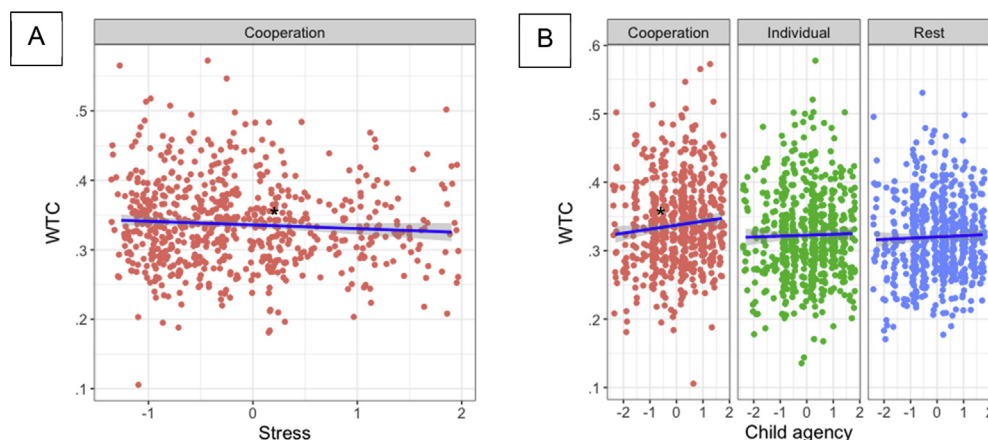 A
Cooperation
WTC
.5
.4
.3
.2
.1
*
-1 0 1 2
Stress
B
Cooperation Individual Rest
WTC
.6
.5
.4
.3
.2
.1
*
-2 -1 0 1 2 -2 -1 0 1 2 -2 -1 0 1 2
Child agency